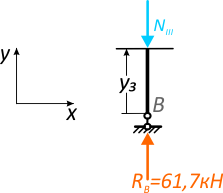 N_III
y
y₃
B
x
R_B=61,7кН